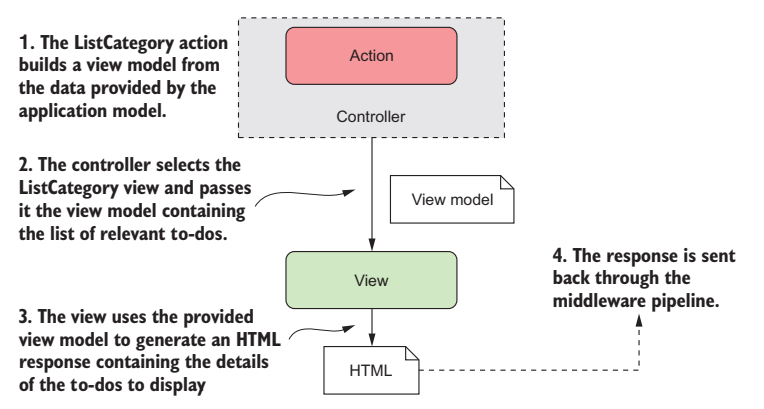 1. The ListCategory action
builds a view model from
the data provided by the
application model.
Action
Controller
2. The controller selects the
ListCategory view and passes
it the view model containing
the list of relevant to-dos.
View model
View
4. The response is sent
back through the
middleware pipeline.
3. The view uses the provided
view model to generate an HTML
response containing the details
of the to-dos to display
HTML